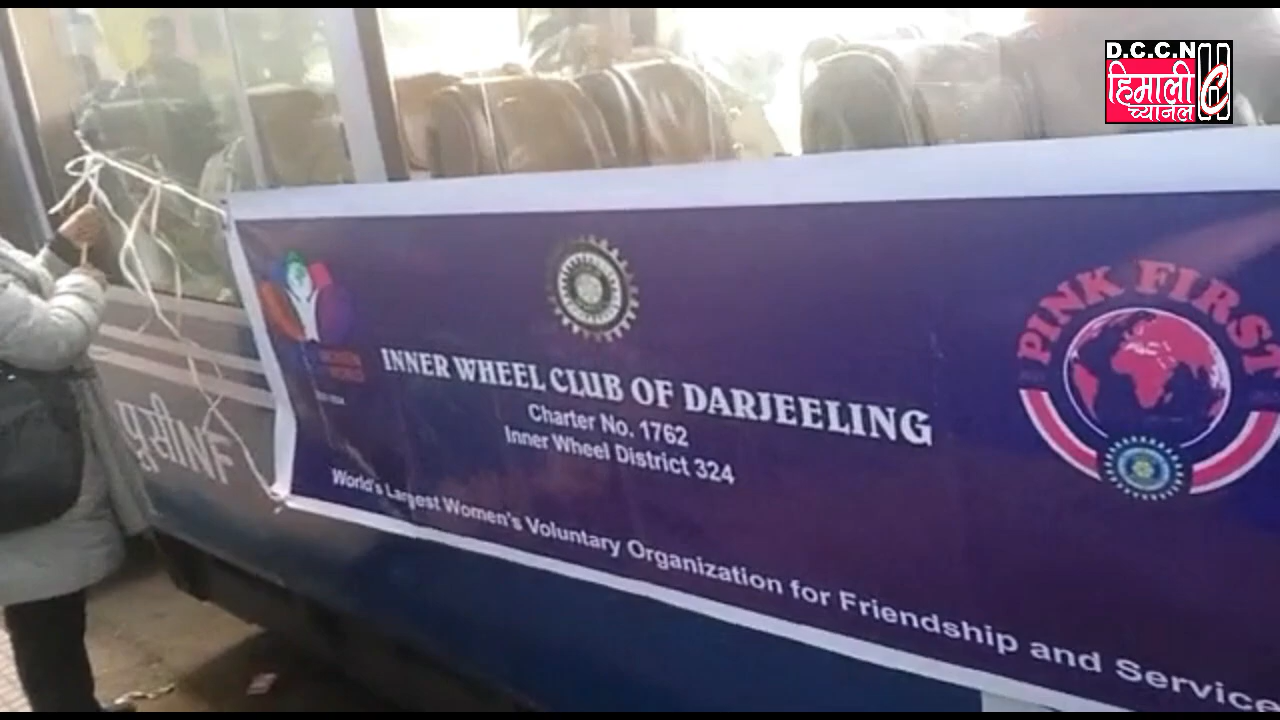 D.C.C.N
हिमाली
च्यानल
PINK FIRST
INNER WHEEL CLUB OF DARJEELING
Charter No. 1762
Inner Wheel District 324
World's Largest Women's Voluntary Organization for Friendship and Service
पूसीNF